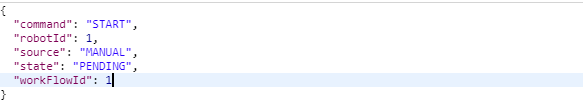 {
"command": "START",
"robotId": 1,
"source": "MANUAL",
"state": "PENDING",
"workFlowId": 1
}